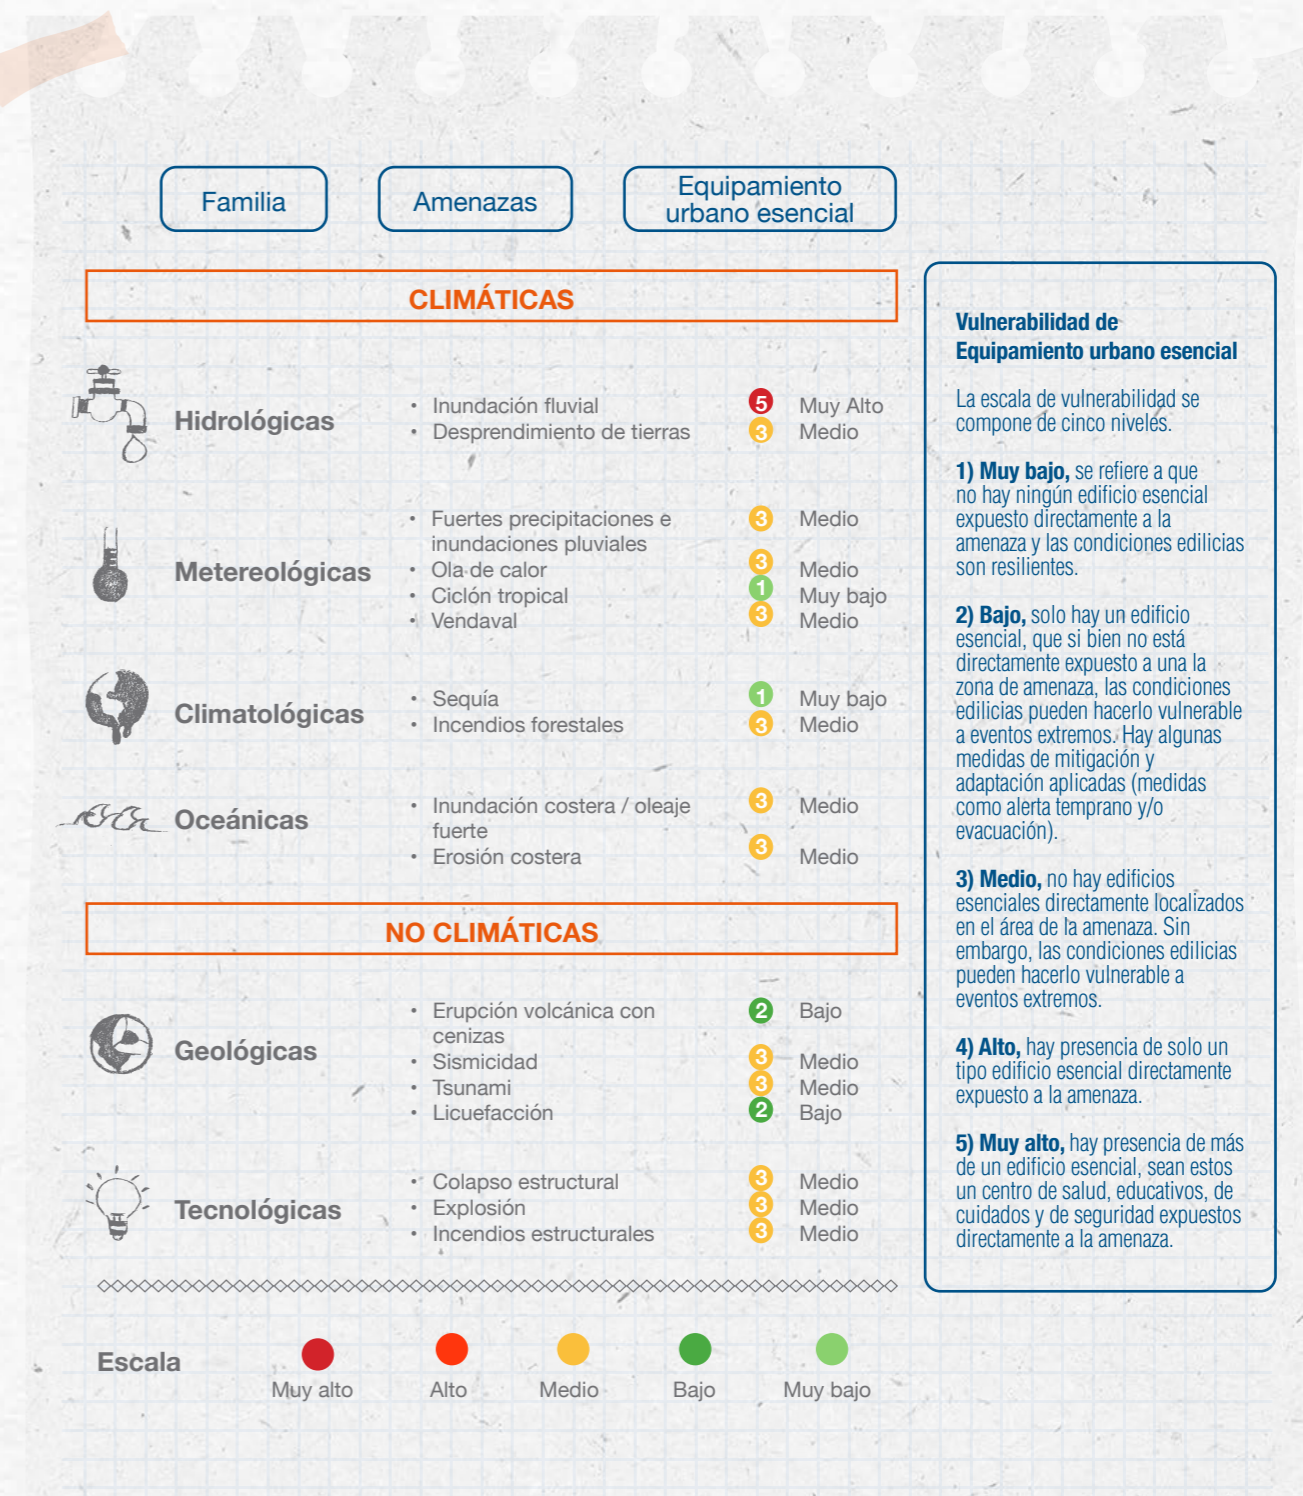 Familia
Amenazas
Equipamiento
urbano esencial
CLIMÁTICAS
Hidrológicas
• Inundación fluvial 5 Muy Alto
• Desprendimiento de tierras 3 Medio
Metereológicas
• Fuertes precipitaciones e 3 Medio
inundaciones pluviales
• Ola de calor 3 Medio
• Ciclón tropical 1 Muy bajo
• Vendaval 3 Medio
Climatológicas
• Sequía 1 Muy bajo
• Incendios forestales 3 Medio
Oceánicas
• Inundación costera / oleaje 3 Medio
fuerte
• Erosión costera 3 Medio
NO CLIMÁTICAS
Geológicas
• Erupción volcánica con 2 Bajo
cenizas
• Sismicidad 3 Medio
• Tsunami 3 Medio
• Licuefacción 2 Bajo
Tecnológicas
• Colapso estructural 3 Medio
• Explosión 3 Medio
• Incendios estructurales 3 Medio
Escala
Muy alto
Alto
Medio
Bajo
Muy bajo
Vulnerabilidad de
Equipamiento urbano esencial
La escala de vulnerabilidad se
compone de cinco niveles.
1) Muy bajo, se refiere a que
no hay ningún edificio esencial
expuesto directamente a la
amenaza y las condiciones edilicias
son resilientes.
2) Bajo, solo hay un edificio
esencial, que si bien no está
directamente expuesto a una la
zona de amenaza, las condiciones
edilicias pueden hacerlo vulnerable
a eventos extremos. Hay algunas
medidas de mitigación y
adaptación aplicadas (medidas
como alerta temprano y/o
evacuación).
3) Medio, no hay edificios
esenciales directamente localizados
en el área de la amenaza. Sin
embargo, las condiciones edilicias
pueden hacerlo vulnerable a
eventos extremos.
4) Alto, hay presencia de solo un
tipo edificio esencial directamente
expuesto a la amenaza.
5) Muy alto, hay presencia de más
de un edificio esencial, sean estos
un centro de salud, educativos, de
cuidados y de seguridad expuestos
directamente a la amenaza.